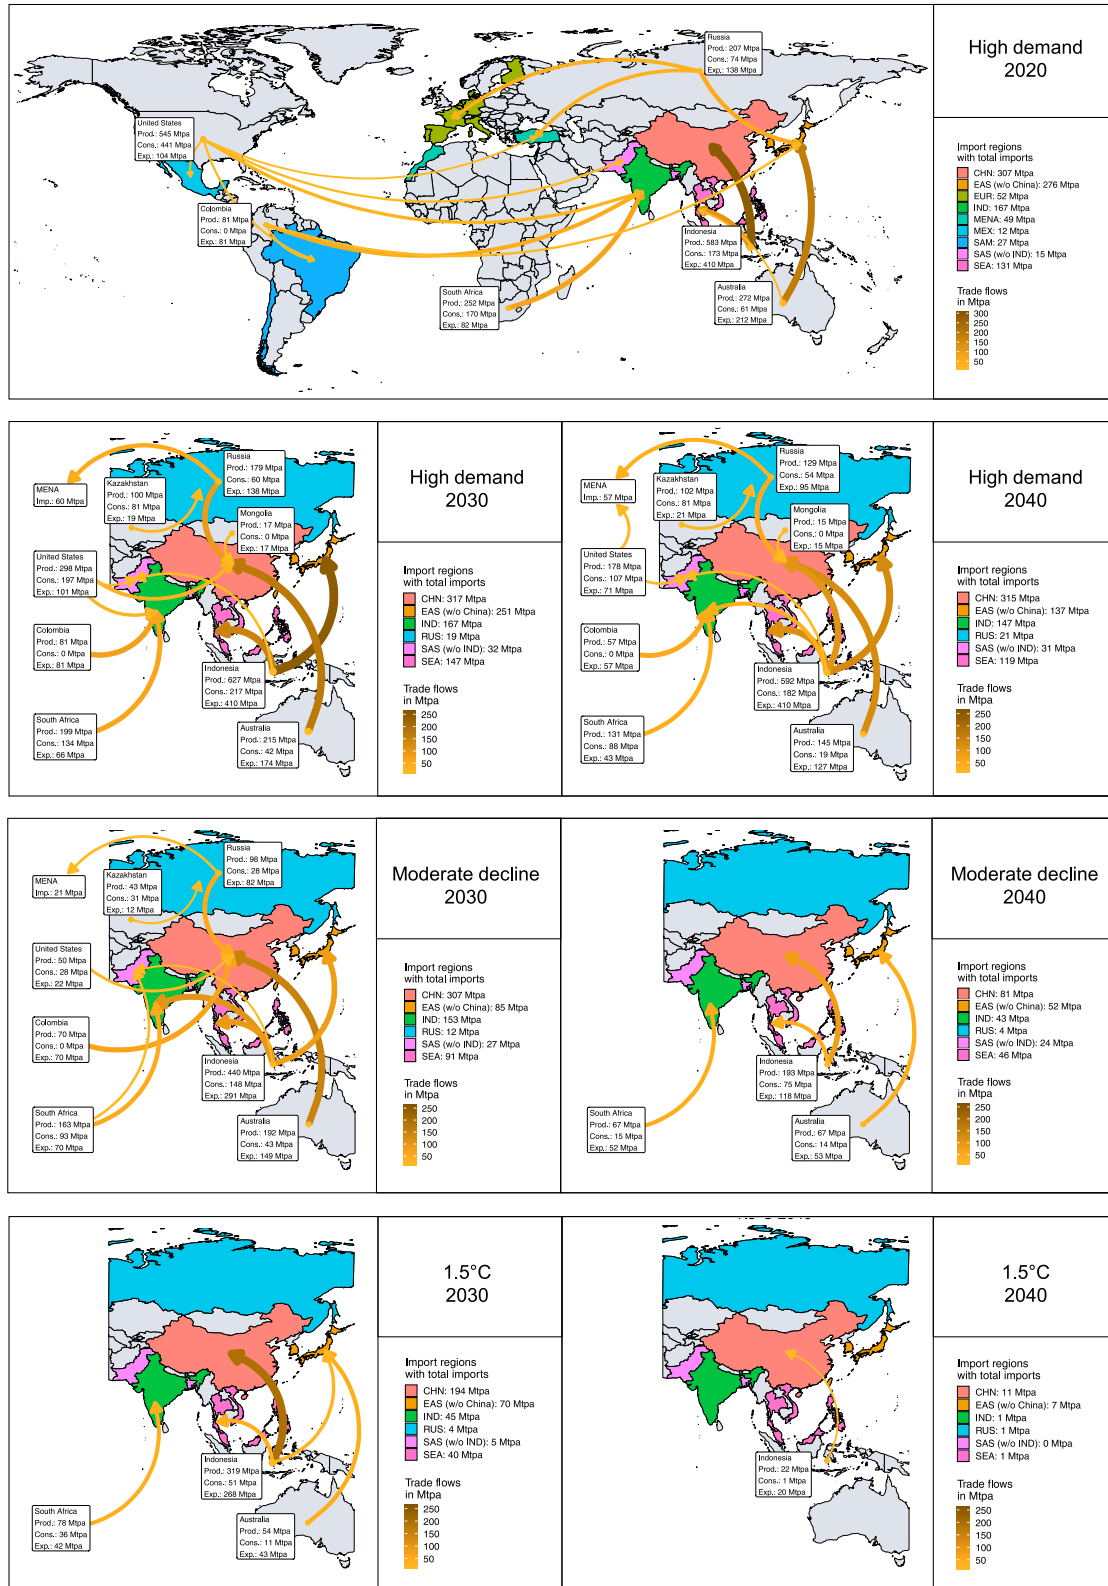 High demand
2020
Russia
Prod.: 207 Mtpa
Cons.: 74 Mtpa
Exp.: 138 Mtpa
United States
Prod.: 545 Mtpa
Cons.: 441 Mtpa
Exp.: 104 Mtpa
Colombia
Prod.: 81 Mtpa
Cons.: 0 Mtpa
Exp.: 81 Mtpa
Indonesia
Prod.: 583 Mtpa
Cons.: 173 Mtpa
Exp.: 410 Mtpa
South Africa
Prod.: 252 Mtpa
Cons.: 170 Mtpa
Exp.: 82 Mtpa
Australia
Prod.: 272 Mtpa
Cons.: 61 Mtpa
Exp.: 212 Mtpa
Import regions
with total imports
CHN: 307 Mtpa
EAS (w/o China): 276 Mtpa
EUR: 52 Mtpa
IND: 167 Mtpa
MENA: 49 Mtpa
MEX: 12 Mtpa
SAM: 27 Mtpa
SAS (w/o IND): 15 Mtpa
SEA: 131 Mtpa
Trade flows
in Mtpa
300
250
200
150
100
50
High demand
2030
Russia
Prod.: 179 Mtpa
Cons.: 60 Mtpa
Exp.: 138 Mtpa
MENA
Imp.: 60 Mtpa
Kazakhstan
Prod.: 100 Mtpa
Cons.: 81 Mtpa
Exp.: 19 Mtpa
Mongolia
Prod.: 17 Mtpa
Cons.: 0 Mtpa
Exp.: 17 Mtpa
United States
Prod.: 298 Mtpa
Cons.: 197 Mtpa
Exp.: 101 Mtpa
Colombia
Prod.: 81 Mtpa
Cons.: 0 Mtpa
Exp.: 81 Mtpa
Indonesia
Prod.: 627 Mtpa
Cons.: 217 Mtpa
Exp.: 410 Mtpa
South Africa
Prod.: 199 Mtpa
Cons.: 134 Mtpa
Exp.: 66 Mtpa
Australia
Prod.: 215 Mtpa
Cons.: 42 Mtpa
Exp.: 174 Mtpa
Import regions
with total imports
CHN: 317 Mtpa
EAS (w/o China): 251 Mtpa
IND: 167 Mtpa
RUS: 19 Mtpa
SAS (w/o IND): 32 Mtpa
SEA: 147 Mtpa
Trade flows
in Mtpa
250
200
150
100
50
High demand
2040
Russia
Prod.: 129 Mtpa
Cons.: 54 Mtpa
Exp.: 95 Mtpa
MENA
Imp.: 57 Mtpa
Kazakhstan
Prod.: 102 Mtpa
Cons.: 81 Mtpa
Exp.: 21 Mtpa
Mongolia
Prod.: 15 Mtpa
Cons.: 0 Mtpa
Exp.: 15 Mtpa
United States
Prod.: 178 Mtpa
Cons.: 107 Mtpa
Exp.: 71 Mtpa
Colombia
Prod.: 57 Mtpa
Cons.: 0 Mtpa
Exp.: 57 Mtpa
Indonesia
Prod.: 592 Mtpa
Cons.: 182 Mtpa
Exp.: 410 Mtpa
South Africa
Prod.: 131 Mtpa
Cons.: 88 Mtpa
Exp.: 43 Mtpa
Australia
Prod.: 145 Mtpa
Cons.: 19 Mtpa
Exp.: 127 Mtpa
Import regions
with total imports
CHN: 315 Mtpa
EAS (w/o China): 137 Mtpa
IND: 147 Mtpa
RUS: 21 Mtpa
SAS (w/o IND): 31 Mtpa
SEA: 119 Mtpa
Trade flows
in Mtpa
250
200
150
100
50
Moderate decline
2030
Russia
Prod.: 98 Mtpa
Cons.: 28 Mtpa
Exp.: 82 Mtpa
MENA
Imp.: 21 Mtpa
Kazakhstan
Prod.: 43 Mtpa
Cons.: 31 Mtpa
Exp.: 12 Mtpa
United States
Prod.: 50 Mtpa
Cons.: 28 Mtpa
Exp.: 22 Mtpa
Colombia
Prod.: 70 Mtpa
Cons.: 0 Mtpa
Exp.: 70 Mtpa
Indonesia
Prod.: 440 Mtpa
Cons.: 148 Mtpa
Exp.: 291 Mtpa
South Africa
Prod.: 163 Mtpa
Cons.: 93 Mtpa
Exp.: 70 Mtpa
Australia
Prod.: 192 Mtpa
Cons.: 43 Mtpa
Exp.: 149 Mtpa
Import regions
with total imports
CHN: 307 Mtpa
EAS (w/o China): 85 Mtpa
IND: 153 Mtpa
RUS: 12 Mtpa
SAS (w/o IND): 27 Mtpa
SEA: 91 Mtpa
Trade flows
in Mtpa
250
200
150
100
50
Moderate decline
2040
Indonesia
Prod.: 193 Mtpa
Cons.: 75 Mtpa
Exp.: 118 Mtpa
South Africa
Prod.: 67 Mtpa
Cons.: 15 Mtpa
Exp.: 52 Mtpa
Australia
Prod.: 67 Mtpa
Cons.: 14 Mtpa
Exp.: 53 Mtpa
Import regions
with total imports
CHN: 81 Mtpa
EAS (w/o China): 52 Mtpa
IND: 43 Mtpa
RUS: 4 Mtpa
SAS (w/o IND): 24 Mtpa
SEA: 46 Mtpa
Trade flows
in Mtpa
250
200
150
100
50
1.5°C
2030
Indonesia
Prod.: 319 Mtpa
Cons.: 51 Mtpa
Exp.: 268 Mtpa
South Africa
Prod.: 78 Mtpa
Cons.: 36 Mtpa
Exp.: 42 Mtpa
Australia
Prod.: 54 Mtpa
Cons.: 11 Mtpa
Exp.: 43 Mtpa
Import regions
with total imports
CHN: 194 Mtpa
EAS (w/o China): 70 Mtpa
IND: 45 Mtpa
RUS: 4 Mtpa
SAS (w/o IND): 5 Mtpa
SEA: 40 Mtpa
Trade flows
in Mtpa
250
200
150
100
50
1.5°C
2040
Indonesia
Prod.: 22 Mtpa
Cons.: 1 Mtpa
Exp.: 20 Mtpa
Import regions
with total imports
CHN: 11 Mtpa
EAS (w/o China): 7 Mtpa
IND: 1 Mtpa
RUS: 1 Mtpa
SAS (w/o IND): 0 Mtpa
SEA: 1 Mtpa
Trade flows
in Mtpa
250
200
150
100
50